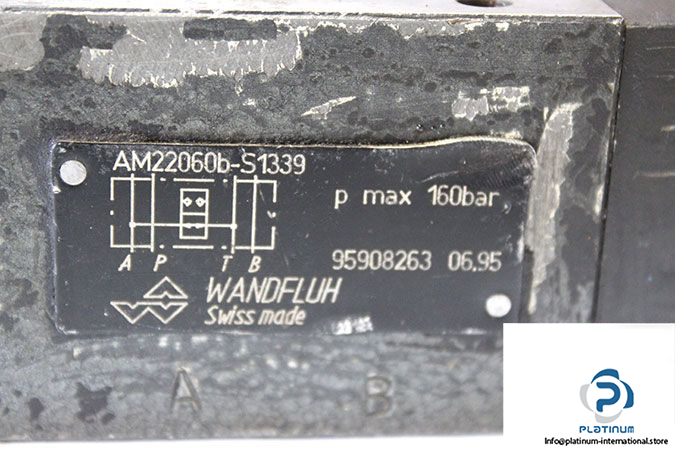 AM22060b-S1339
p max 160bar
A P T B
95908263 06.95
WANDFLUH
Swiss made
A B
PLATINUM
Info@platinum-international.store